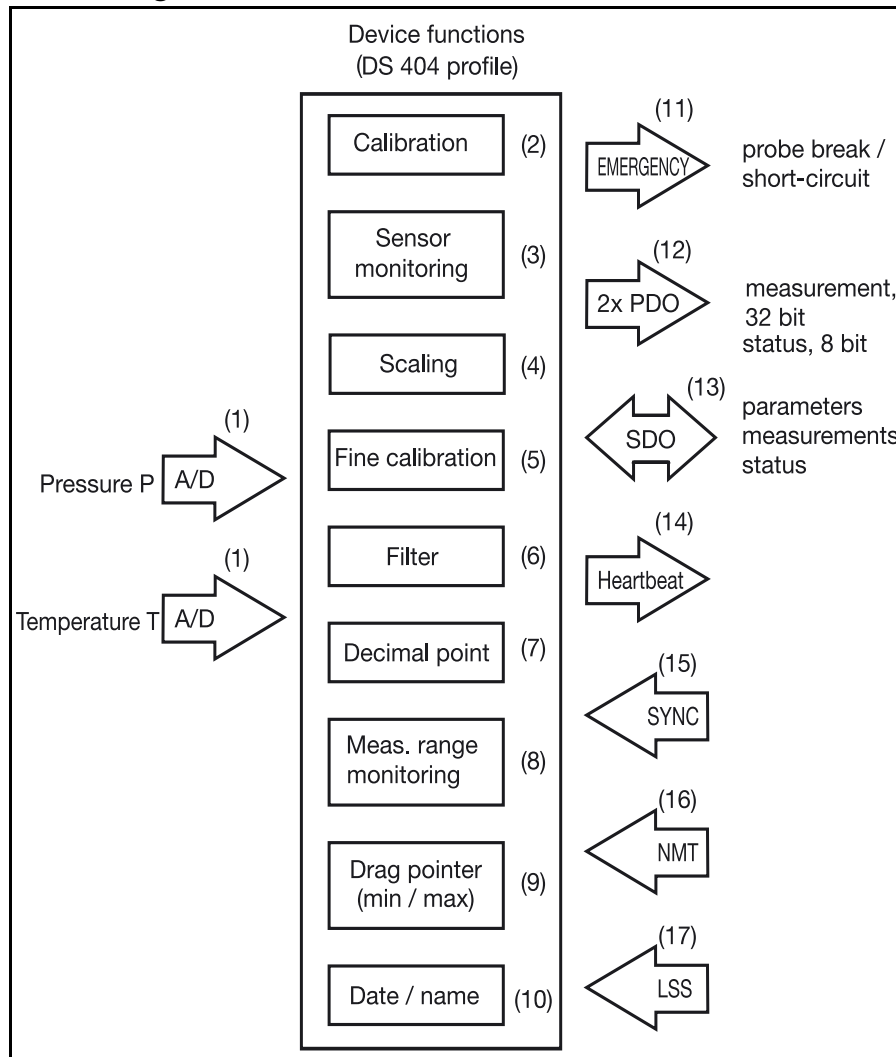 Device functions
(DS 404 profile)
Calibration (2)
Sensor
monitoring (3)
Scaling (4)
Fine calibration (5)
Filter (6)
Decimal point (7)
Meas. range
monitoring (8)
Drag pointer
(min / max) (9)
Date / name (10)
(1)
Pressure P A/D
(1)
Temperature T A/D
(11)
EMERGENCY
probe break /
short-circuit
(12)
2x PDO
measurement,
32 bit
status, 8 bit
(13)
SDO
parameters
measurements
status
(14)
Heartbeat
(15)
SYNC
(16)
NMT
(17)
LSS